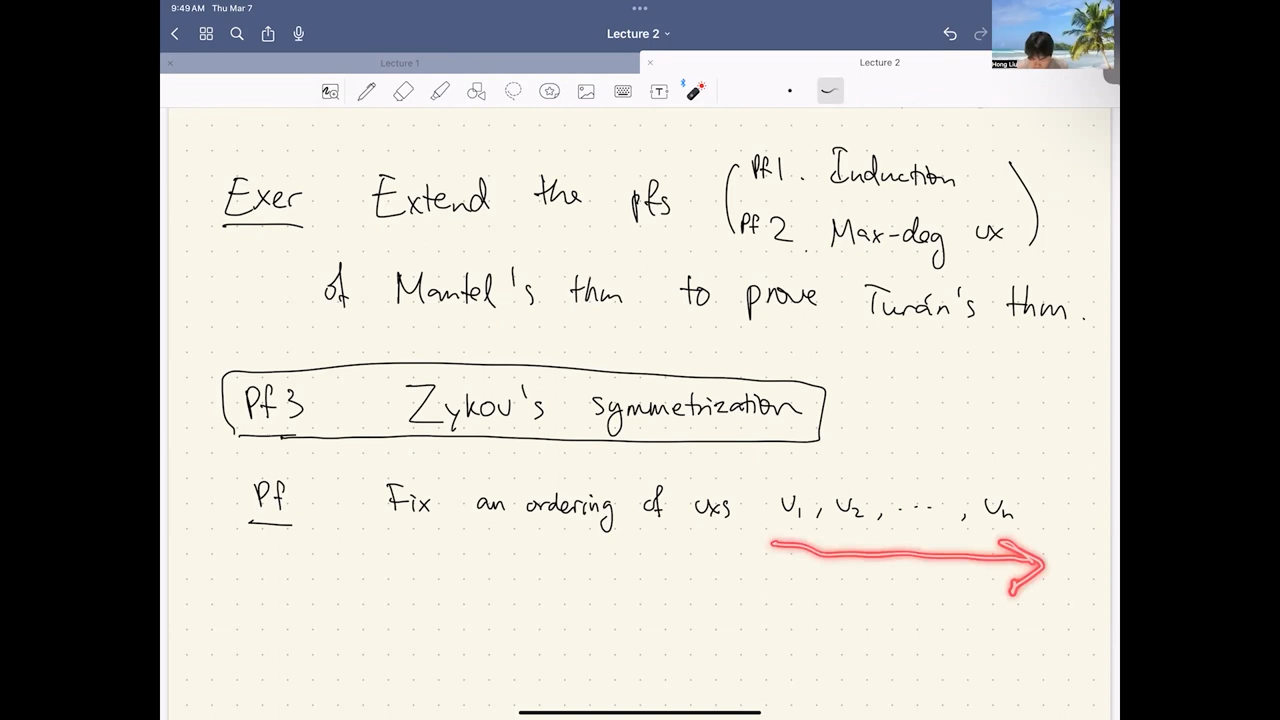 9:49 AM Thu Mar 7
Lecture 2
Hong Liu
Lecture 1
Lecture 2
T
Exer Extend the pfs ( Pf 1. Induction
Pf 2. Max-deg vx )
of Mantel's thm to prove Turán's thm.
Pf 3 Zykov's symmetrization
Pf Fix an ordering of vxs v₁, v₂, ..., vₙ